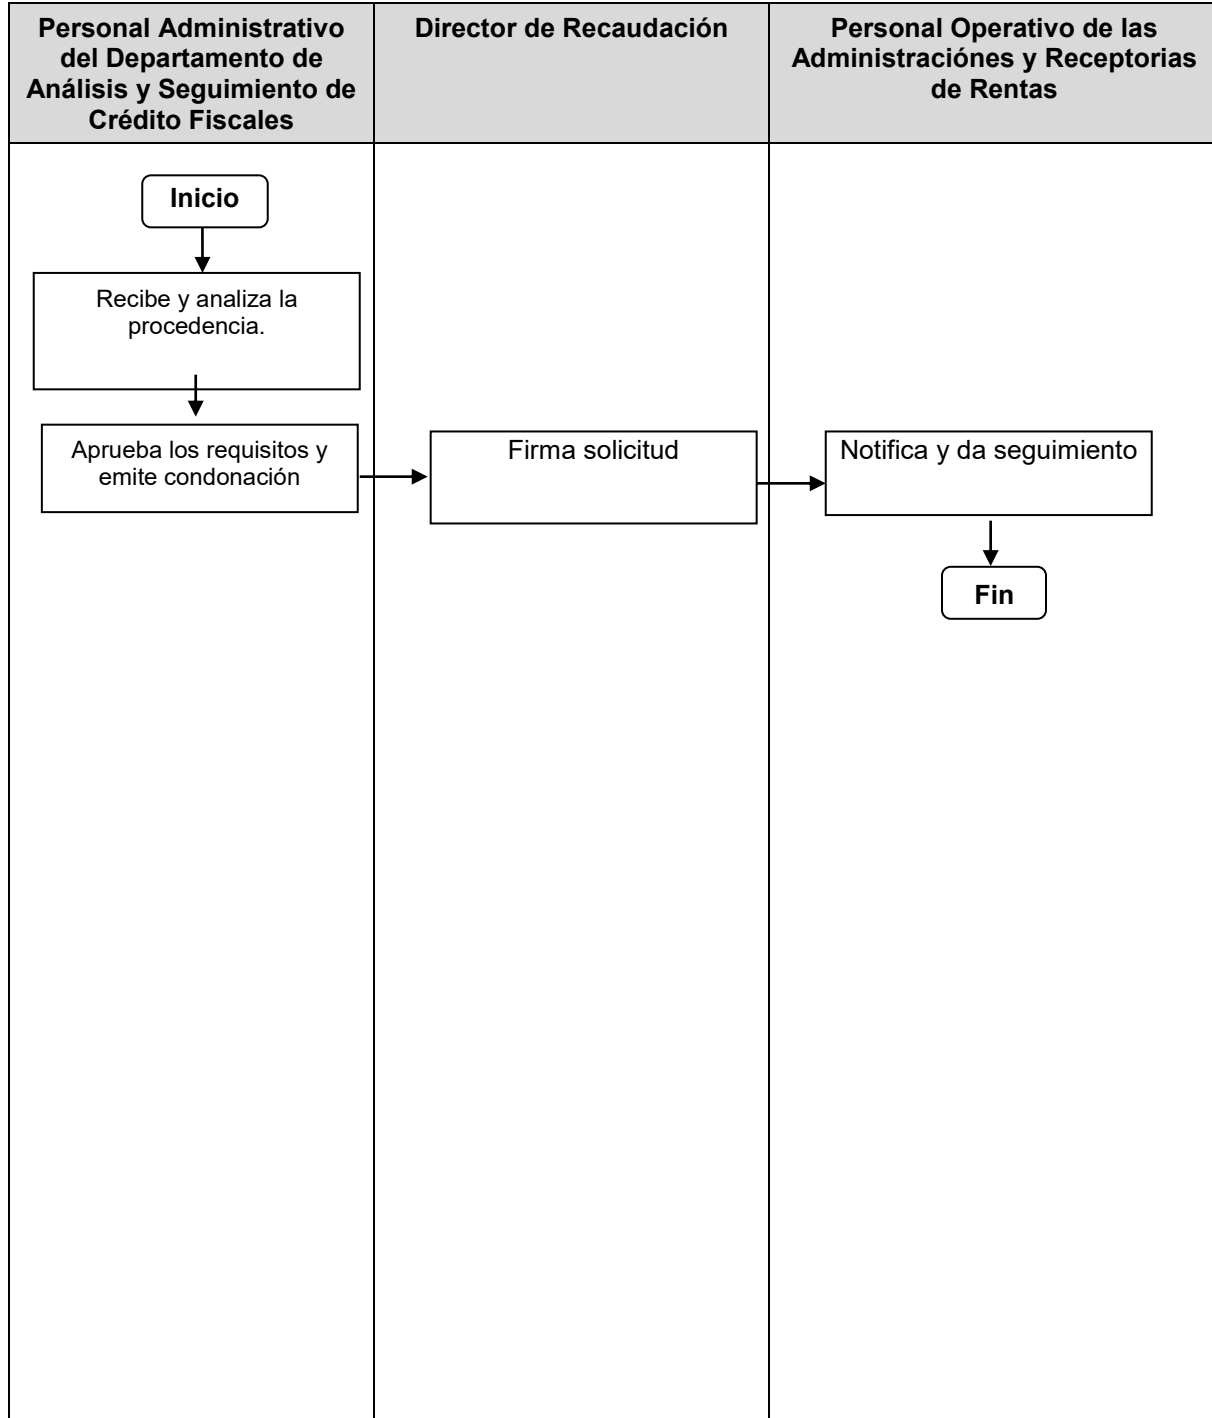 Personal Administrativo
del Departamento de
Análisis y Seguimiento de
Crédito Fiscales
Director de Recaudación
Personal Operativo de las
Administraciónes y Receptorias
de Rentas
Inicio
Recibe y analiza la
procedencia.
Aprueba los requisitos y
emite condonación
Firma solicitud
Notifica y da seguimiento
Fin